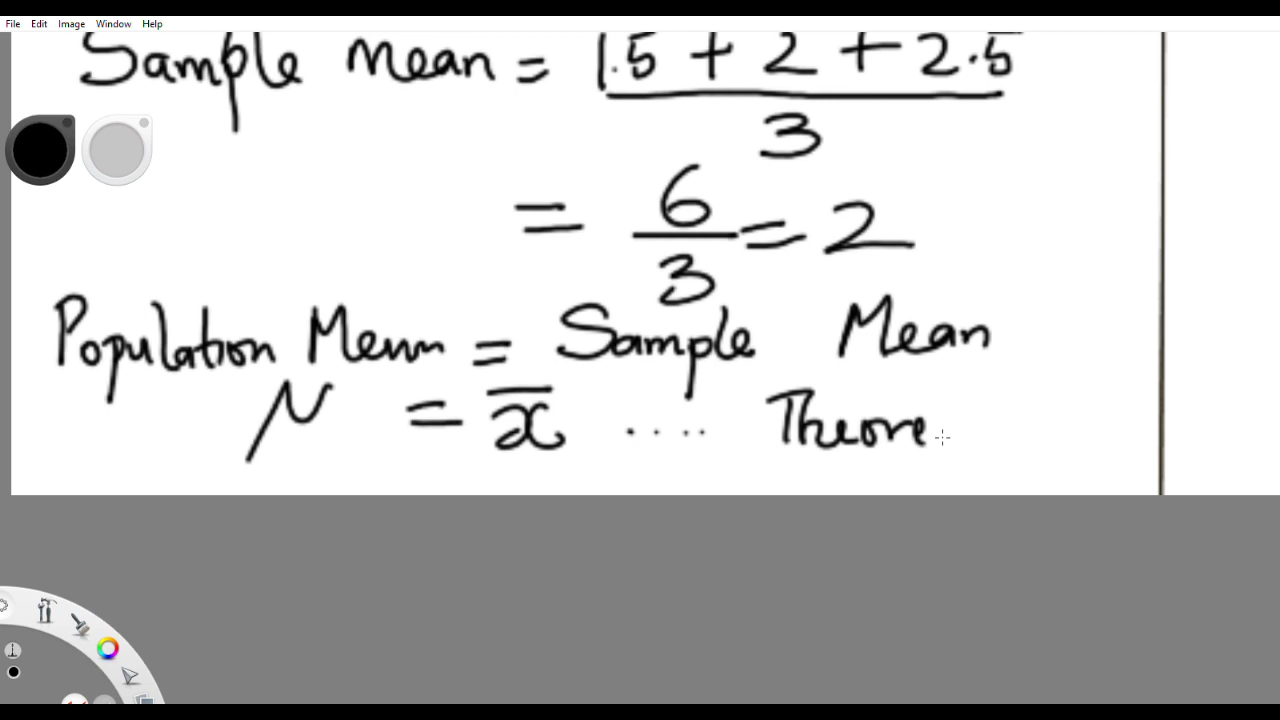 File Edit Image Window Help
Sample Mean = 1.5 + 2 + 2.5
3
= 6/3 = 2
Population Menn = Sample Mean
μ = x̄ .... Theore